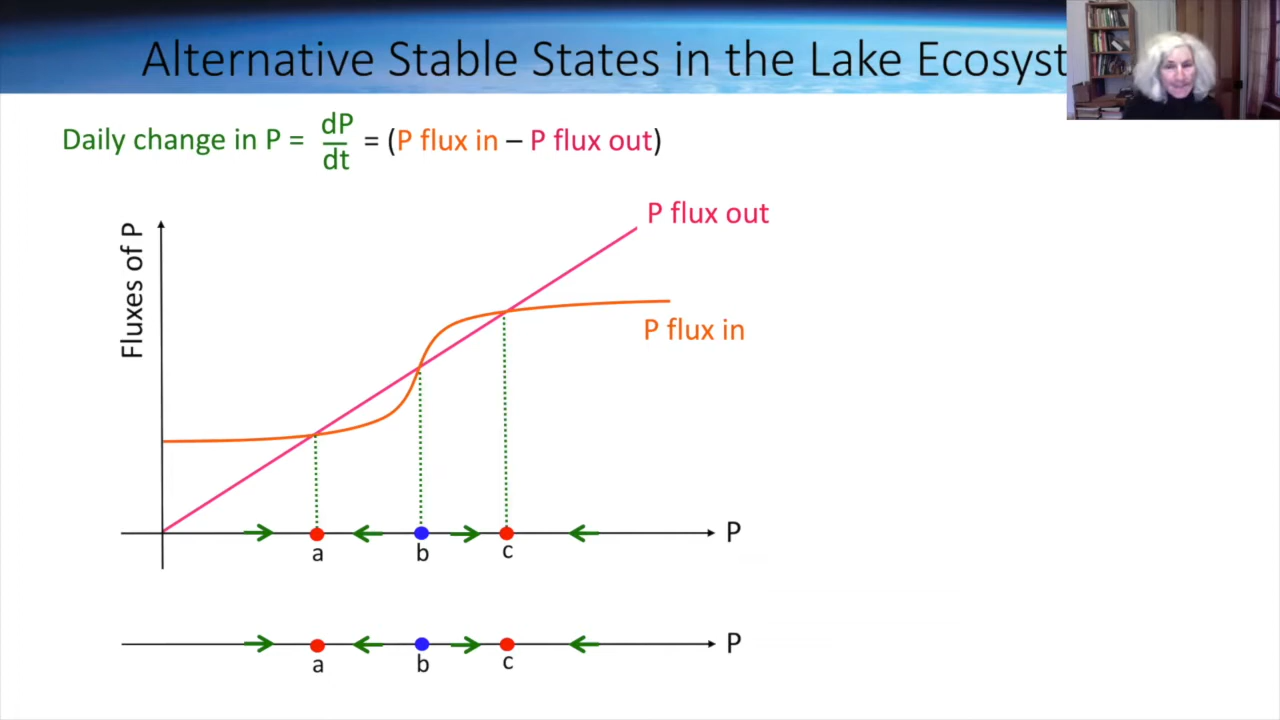 Alternative Stable States in the Lake Ecosyst
Daily change in P = dP/dt = (P flux in – P flux out)
P flux out
Fluxes of P
P flux in
P
a b c
P
a b c